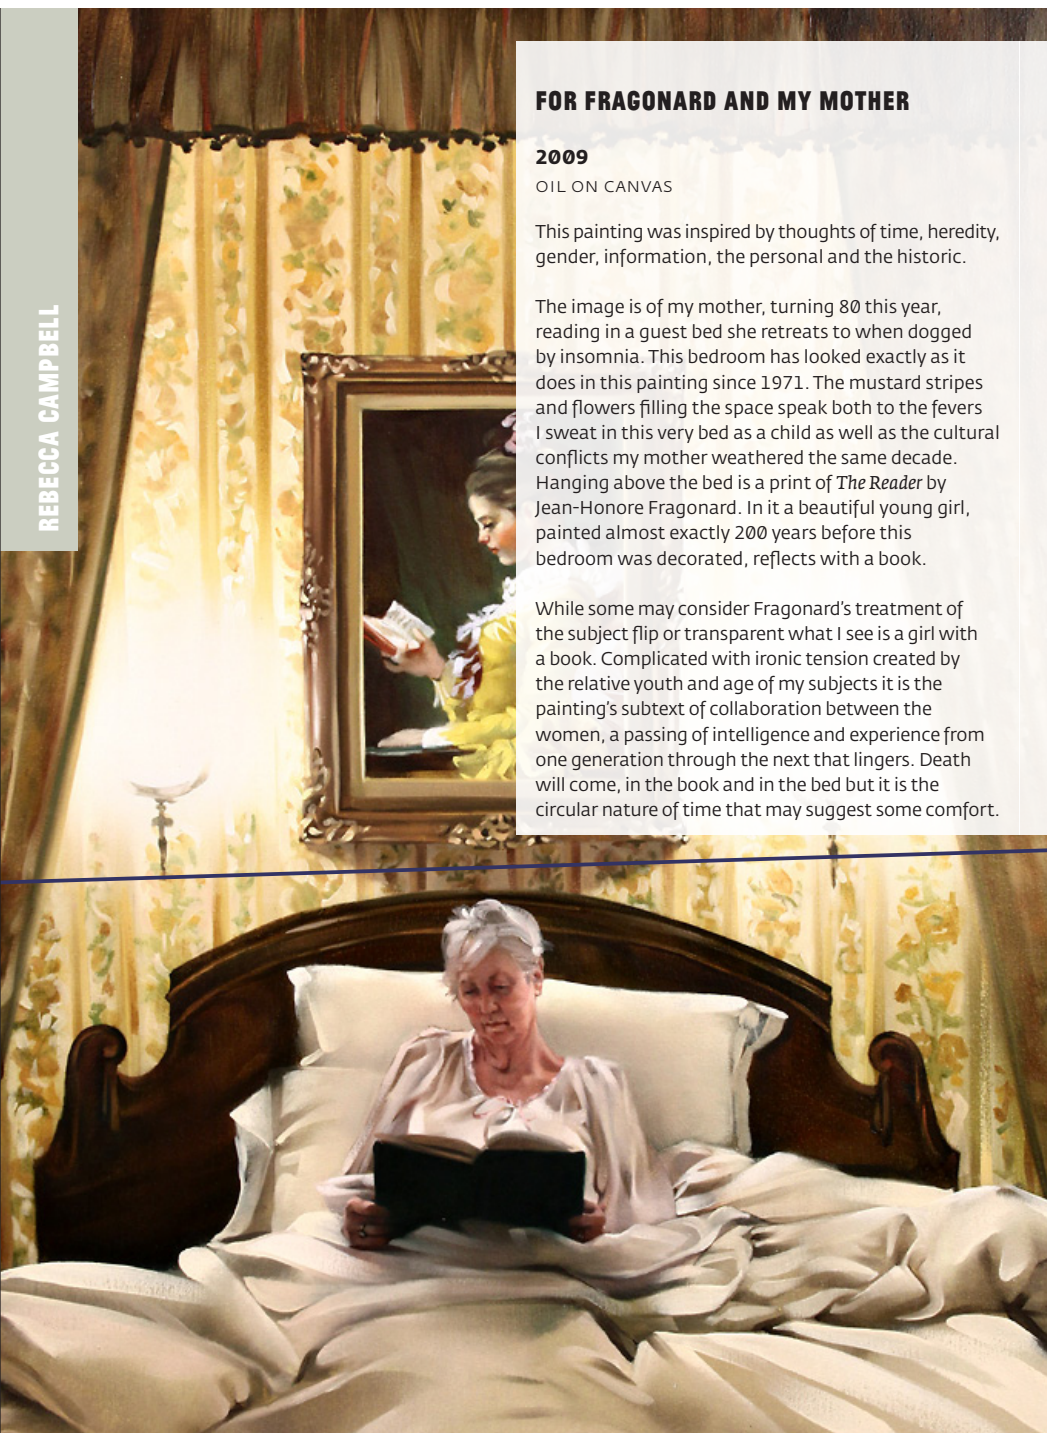 REBECCA CAMPBELL
FOR FRAGONARD AND MY MOTHER
2009
OIL ON CANVAS
This painting was inspired by thoughts of time, heredity,
gender, information, the personal and the historic.
The image is of my mother, turning 80 this year,
reading in a guest bed she retreats to when dogged
by insomnia. This bedroom has looked exactly as it
does in this painting since 1971. The mustard stripes
and flowers filling the space speak both to the fevers
I sweat in this very bed as a child as well as the cultural
conflicts my mother weathered the same decade.
Hanging above the bed is a print of The Reader by
Jean-Honore Fragonard. In it a beautiful young girl,
painted almost exactly 200 years before this
bedroom was decorated, reflects with a book.
While some may consider Fragonard's treatment of
the subject flip or transparent what I see is a girl with
a book. Complicated with ironic tension created by
the relative youth and age of my subjects it is the
painting's subtext of collaboration between the
women, a passing of intelligence and experience from
one generation through the next that lingers. Death
will come, in the book and in the bed but it is the
circular nature of time that may suggest some comfort.